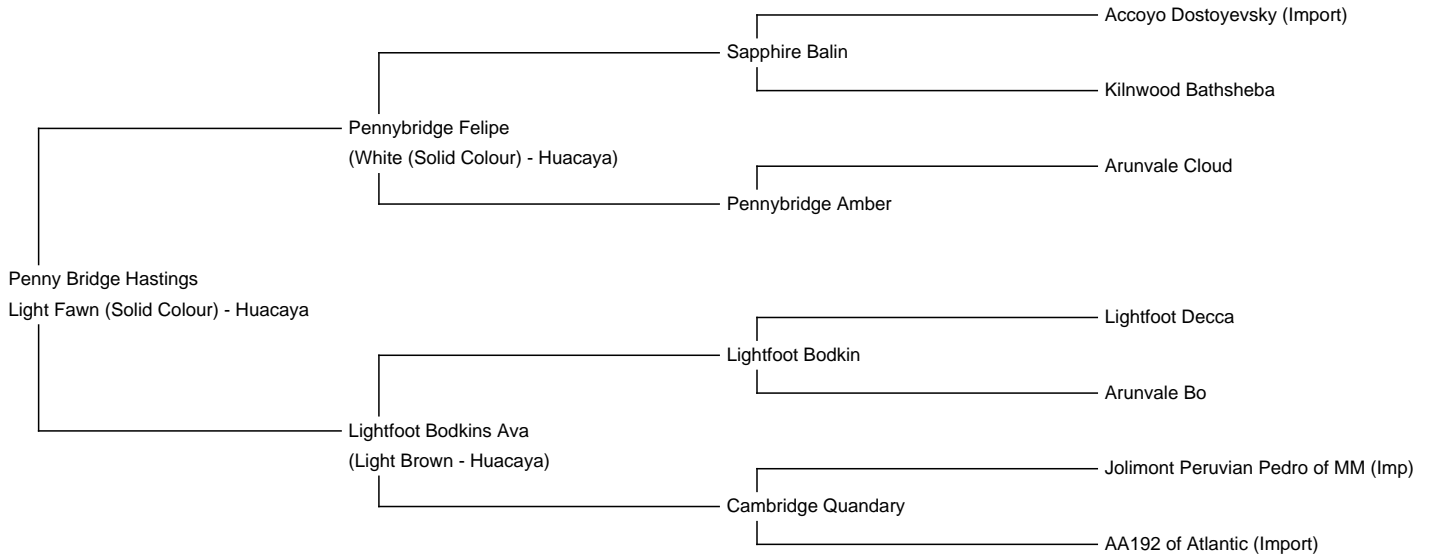 Accoyo Dostoyevsky (Import)
Sapphire Balin
Kilnwood Bathsheba
Pennybridge Felipe
(White (Solid Colour) - Huacaya)
Arunvale Cloud
Pennybridge Amber
Penny Bridge Hastings
Light Fawn (Solid Colour) - Huacaya
Lightfoot Decca
Lightfoot Bodkin
Arunvale Bo
Lightfoot Bodkins Ava
(Light Brown - Huacaya)
Jolimont Peruvian Pedro of MM (Imp)
Cambridge Quandary
AA192 of Atlantic (Import)